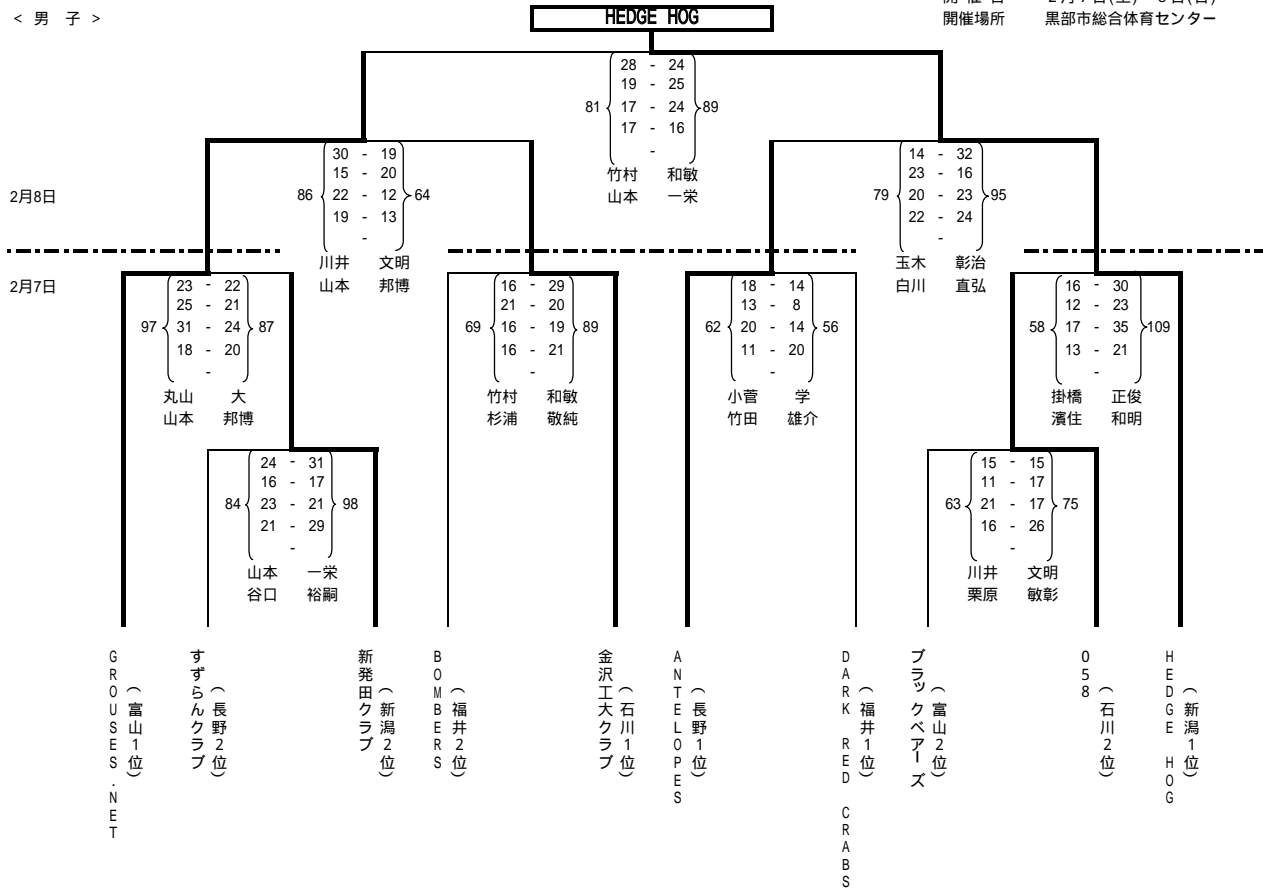 < 男 子 >
HEDGE HOG
開催場所 黒部市総合体育センター
28 - 24
19 - 25
81 17 - 24 89
17 - 16
-
竹村 和敏
山本 一栄
2月8日
30 - 19
15 - 20
86 22 - 12 64
19 - 13
-
川井 文明
山本 邦博
14 - 32
23 - 16
79 20 - 23 95
22 - 24
-
玉木 彰治
白川 直弘
2月7日
23 - 22
25 - 21
97 31 - 24 87
18 - 20
-
丸山 大
山本 邦博
16 - 29
21 - 20
69 16 - 19 89
16 - 21
-
竹村 和敏
杉浦 敬純
18 - 14
13 - 8
62 20 - 14 56
11 - 20
-
小菅 学
竹田 雄介
16 - 30
12 - 23
58 17 - 35 109
13 - 21
-
掛橋 正俊
濱住 和明
24 - 31
16 - 17
84 23 - 21 98
21 - 29
-
山本 一栄
谷口 裕嗣
15 - 15
11 - 17
63 21 - 17 75
16 - 26
-
川井 文明
栗原 敏彰
GROUSES.NET
(富山1位)
すずらんクラブ
(長野2位)
新発田クラブ
(新潟2位)
BOMBERS
(福井2位)
金沢工大クラブ
(石川1位)
ANTELOPES
(長野1位)
DARK RED CRABS
(福井1位)
ブラックベアーズ
(富山2位)
058
(石川2位)
HEDGE HOG
(新潟1位)